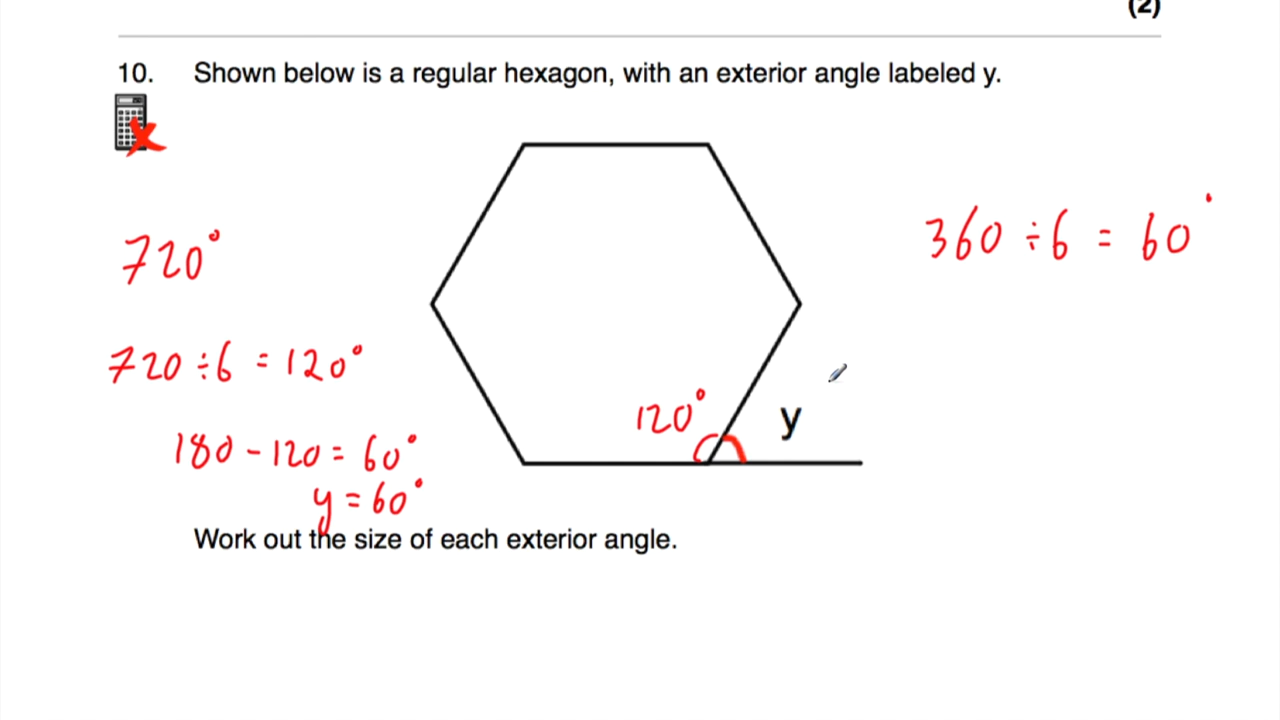 (2)
10. Shown below is a regular hexagon, with an exterior angle labeled y.
720°
360 ÷ 6 = 60°
720 ÷ 6 = 120°
120°
y
180 - 120 = 60°
y = 60°
Work out the size of each exterior angle.